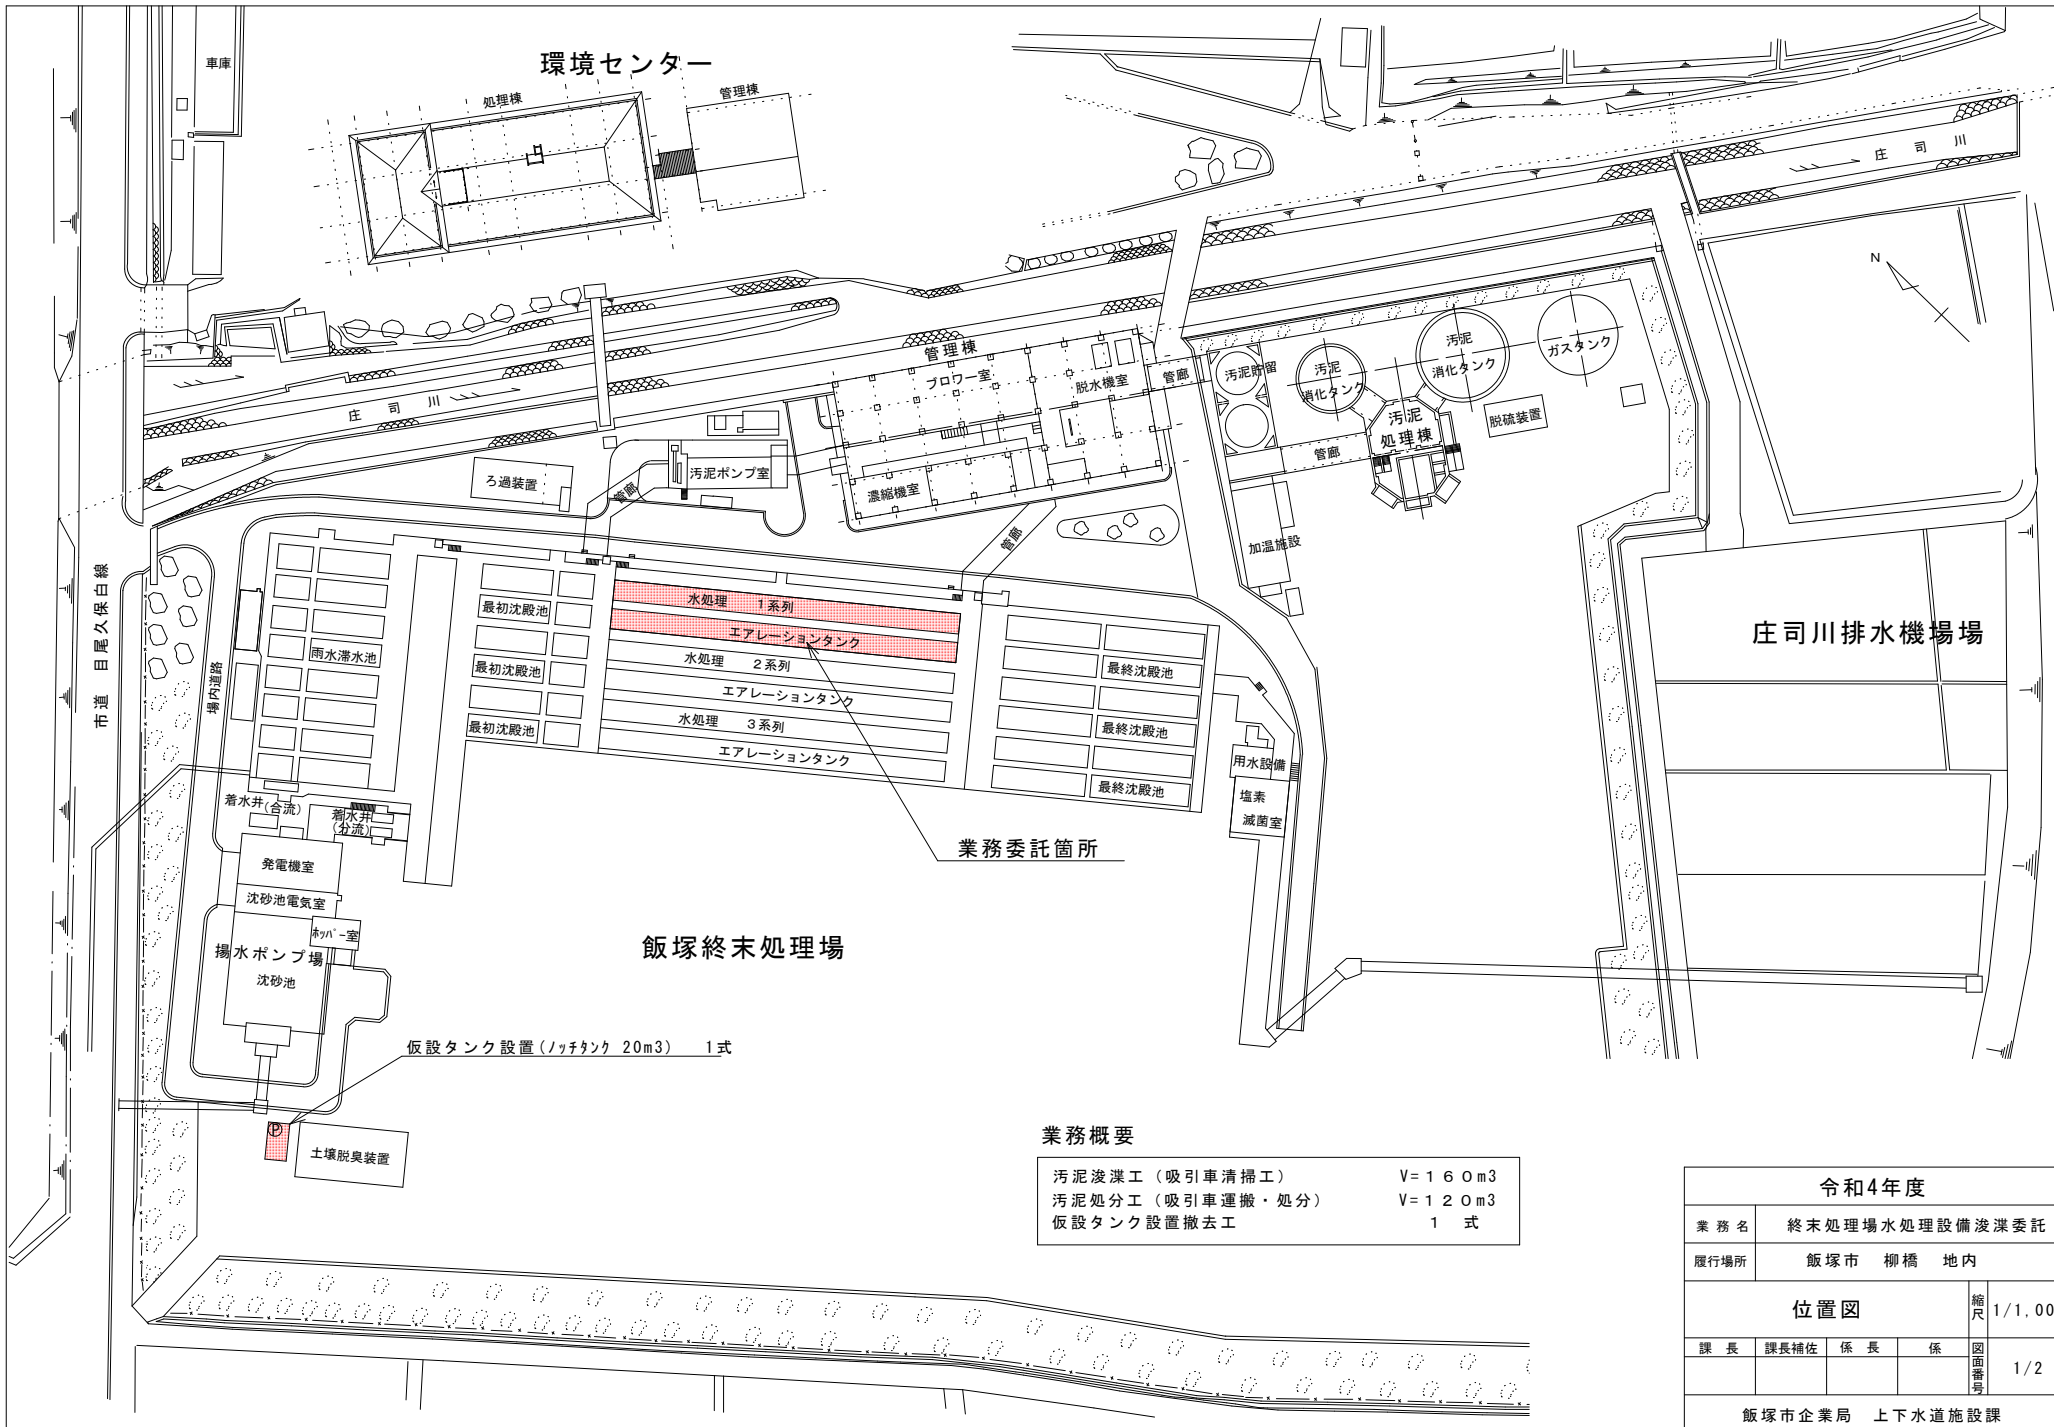 環境センター
車庫
処理棟
管理棟
庄司川
N
庄司川
管理棟
ブロワー室
脱水機室
管廊
汚泥貯留
汚泥
消化タンク
汚泥
消化タンク
ガスタンク
脱硫装置
汚泥
処理棟
管廊
ろ過装置
汚泥ポンプ室
管廊
濃縮機室
管廊
加温施設
市道 目尾久保白線
場内道路
雨水滞水池
最初沈殿池
最初沈殿池
最初沈殿池
水処理 1系列
エアレーションタンク
水処理 2系列
エアレーションタンク
水処理 3系列
エアレーションタンク
最終沈殿池
最終沈殿池
最終沈殿池
庄司川排水機場場
用水設備
塩素
滅菌室
着水井(合流)
着水井
(分流)
業務委託箇所
発電機室
沈砂池電気室
ホッパー室
揚水ポンプ場
沈砂池
飯塚終末処理場
仮設タンク設置(ノッチタンク 20m3) 1式
P
土壌脱臭装置
業務概要
汚泥浚渫工(吸引車清掃工) V=160m3
汚泥処分工(吸引車運搬・処分) V=120m3
仮設タンク設置撤去工 1 式
令和4年度
業務名 終末処理場水処理設備浚渫委託
履行場所 飯塚市 柳橋 地内
位置図 縮尺 1/1,00
課長 課長補佐 係長 係 図面番号 1/2
飯塚市企業局 上下水道施設課